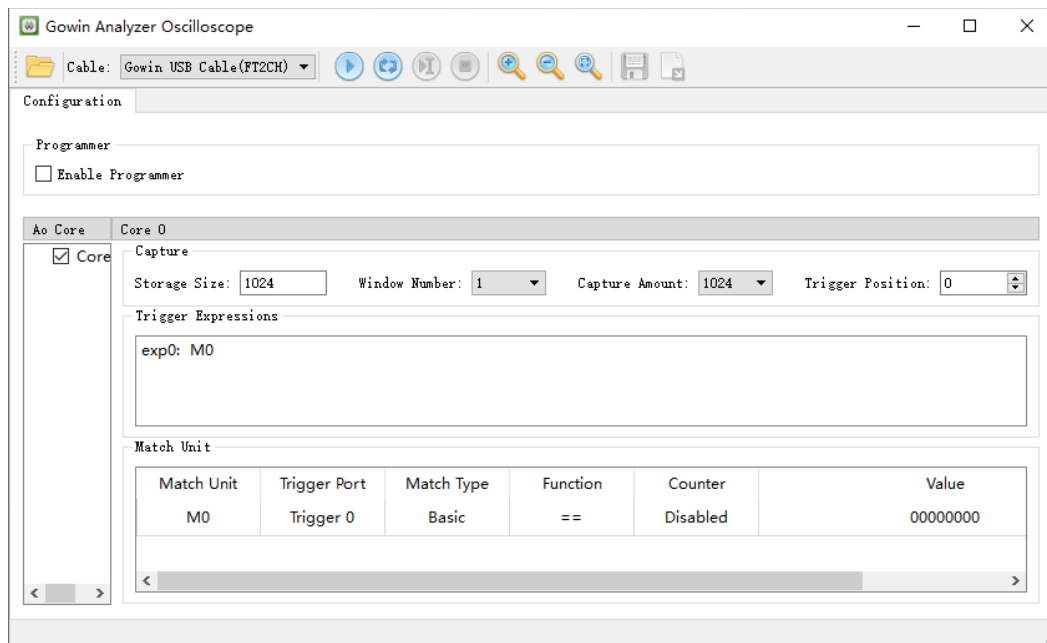 Gowin Analyzer Oscilloscope
Cable: Gowin USB Cable(FT2CH)
Configuration
Programmer
Enable Programmer
Ao Core Core 0
Core
Capture
Storage Size: 1024 Window Number: 1 Capture Amount: 1024 Trigger Position: 0
Trigger Expressions
exp0: M0
Match Unit
Match Unit Trigger Port Match Type Function Counter Value
M0 Trigger 0 Basic == Disabled 00000000